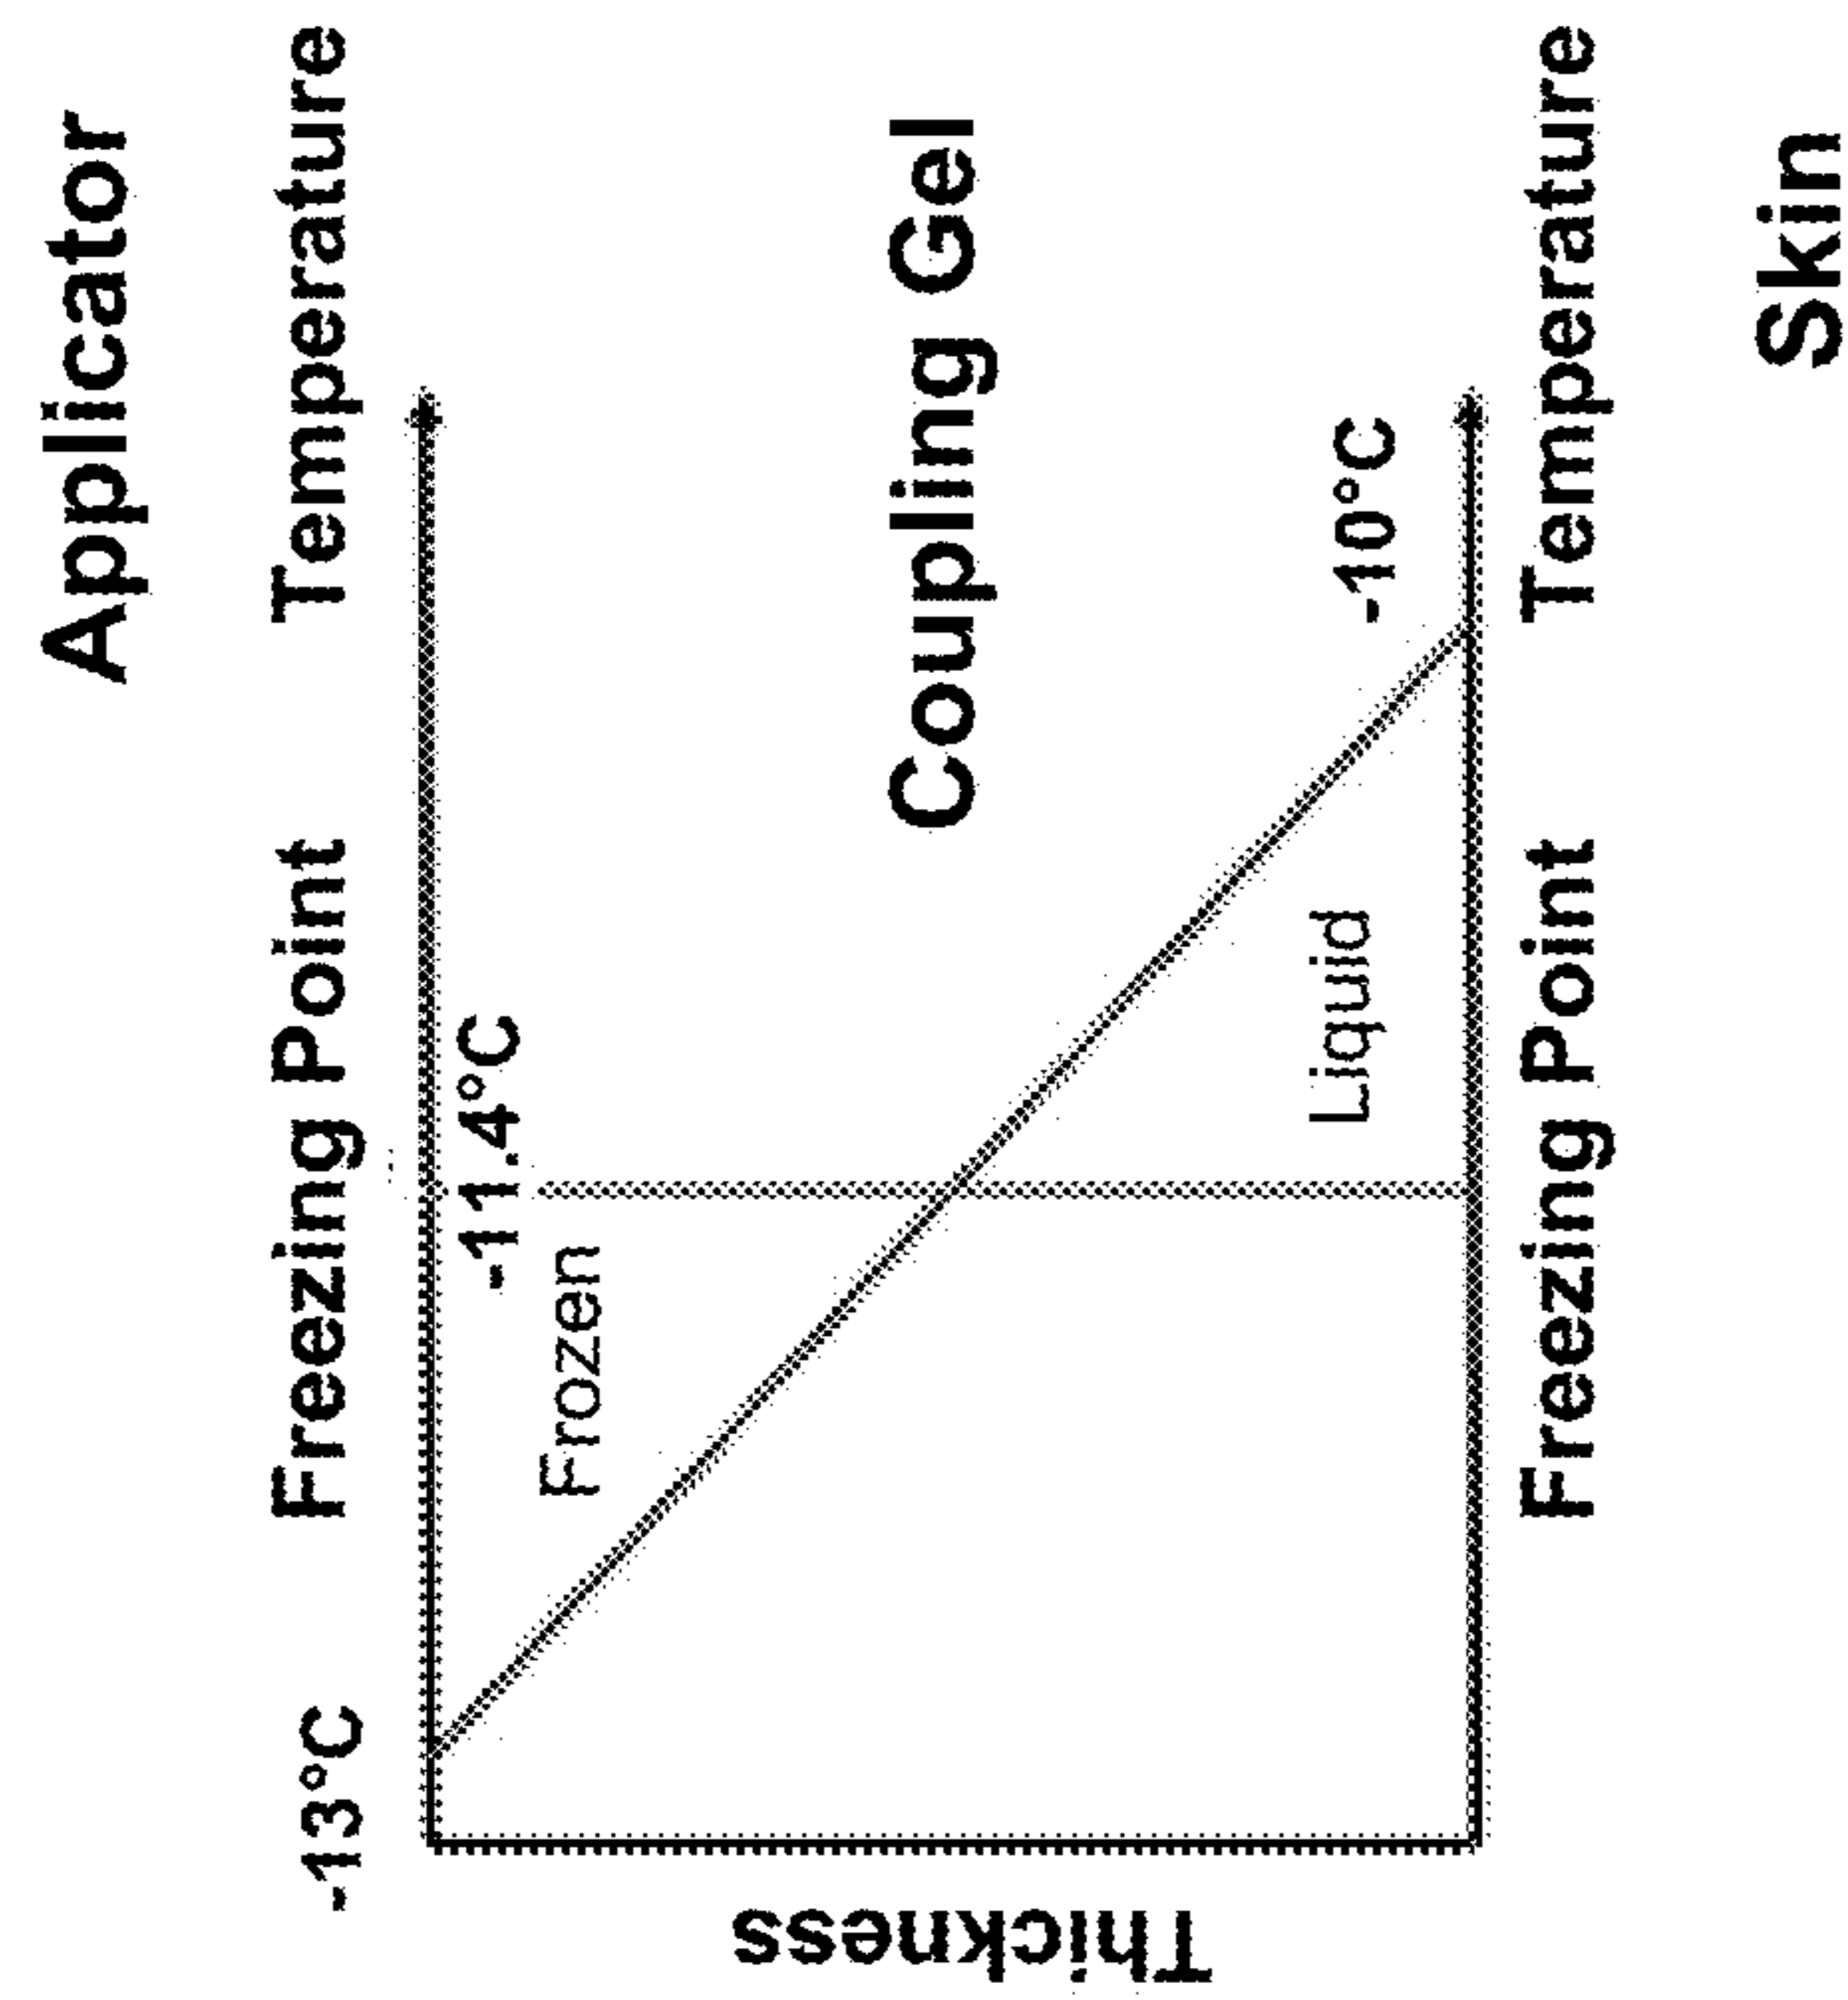 Applicator
-13°C Freezing Point Temperature
-11.4°C
Frozen
Thickness
Coupling Gel
Liquid
-10°C
Freezing Point Temperature
Skin